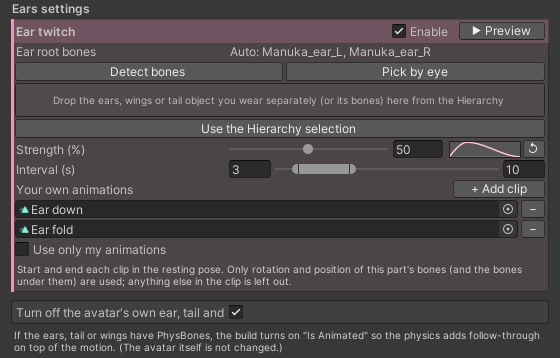 Ears settings
Ear twitch
Enable
Preview
Ear root bones
Auto: Manuka_ear_L, Manuka_ear_R
Detect bones
Pick by eye
Drop the ears, wings or tail object you wear separately (or its bones) here from the Hierarchy
Use the Hierarchy selection
Strength (%)
50
Interval (s)
3
10
Your own animations
+ Add clip
Ear down
Ear fold
Use only my animations
Start and end each clip in the resting pose. Only rotation and position of this part's bones (and the bones
under them) are used; anything else in the clip is left out.
Turn off the avatar's own ear, tail and
If the ears, tail or wings have PhysBones, the build turns on "Is Animated" so the physics adds follow-through
on top of the motion. (The avatar itself is not changed.)